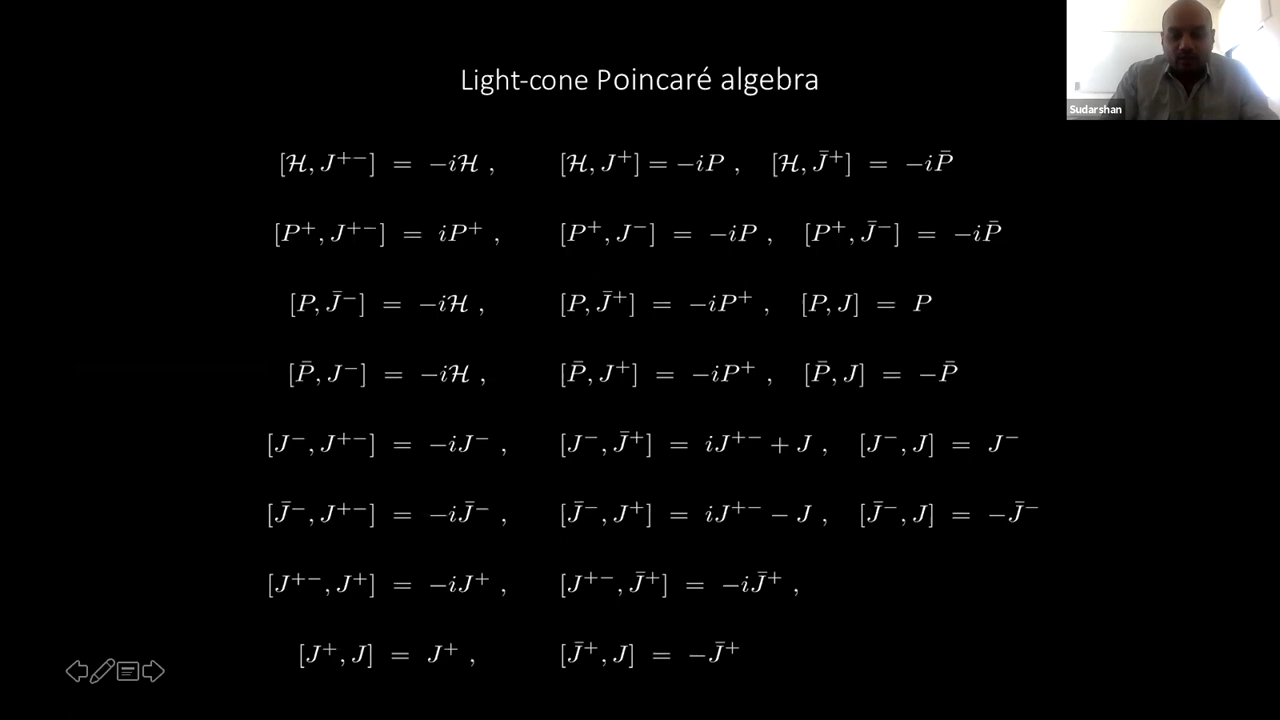 Light-cone Poincaré algebra
Sudarshan
[ℋ, J⁺⁻] = −iℋ , [ℋ, J⁺] = −iP , [ℋ, J̄⁺] = −iP̄
[P⁺, J⁺⁻] = iP⁺ , [P⁺, J⁻] = −iP , [P⁺, J̄⁻] = −iP̄
[P, J̄⁻] = −iℋ , [P, J̄⁺] = −iP⁺ , [P, J] = P
[P̄, J⁻] = −iℋ , [P̄, J⁺] = −iP⁺ , [P̄, J] = −P̄
[J⁻, J⁺⁻] = −iJ⁻ , [J⁻, J̄⁺] = iJ⁺⁻ + J , [J⁻, J] = J⁻
[J̄⁻, J⁺⁻] = −iJ̄⁻ , [J̄⁻, J⁺] = iJ⁺⁻ − J , [J̄⁻, J] = −J̄⁻
[J⁺⁻, J⁺] = −iJ⁺ , [J⁺⁻, J̄⁺] = −iJ̄⁺ ,
[J⁺, J] = J⁺ , [J̄⁺, J] = −J̄⁺